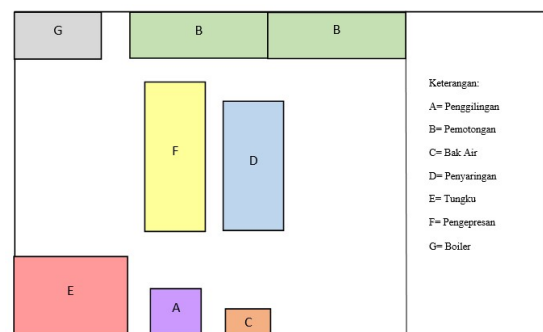 G
B
B
F
D
E
A
C
Keterangan:
A= Penggilingan
B= Pemotongan
C= Bak Air
D= Penyaringan
E= Tungku
F= Pengepresan
G= Boiler